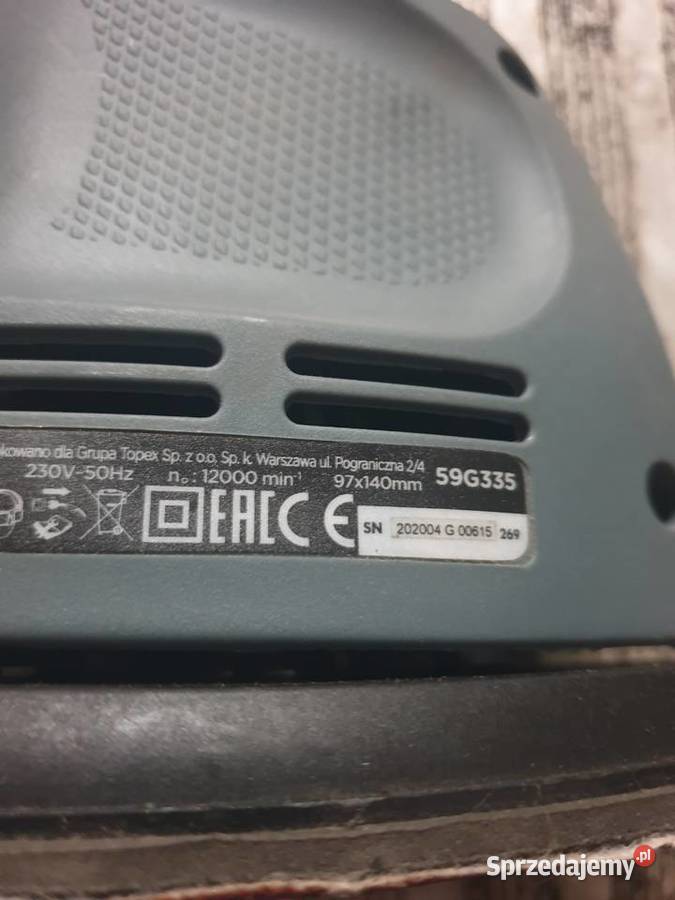 kowano dla Grupa Topex Sp. z o.o. Sp. k. Warszawa ul. Pograniczna 2/4
230V~50Hz n₀ : 12000 min⁻¹ 97x140mm 59G335
EAC CE
SN 202004 G 00615 269
Sprzedajemy.pl